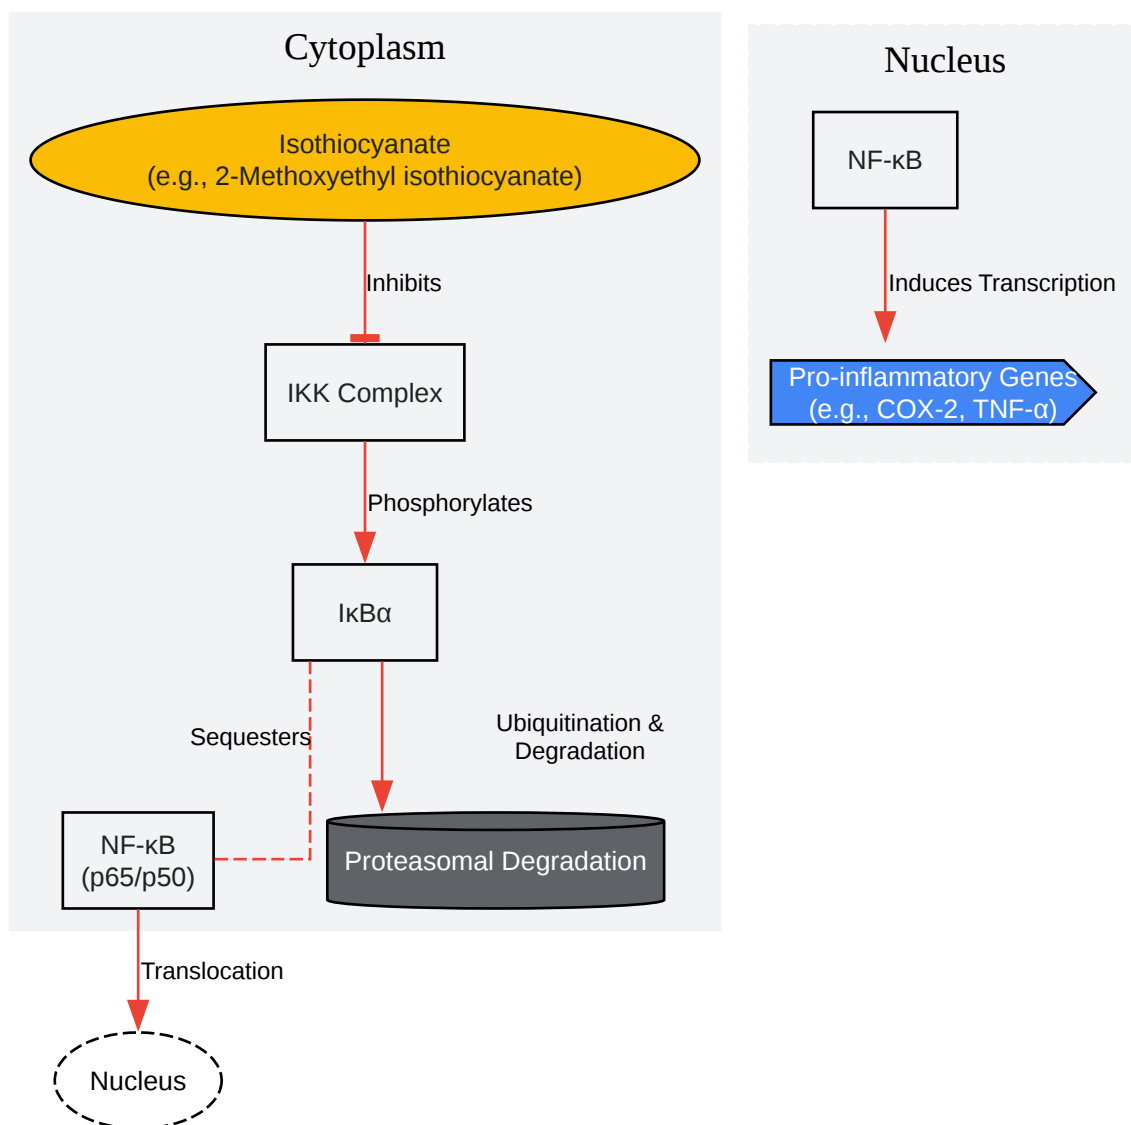 Cytoplasm
Isothiocyanate
(e.g., 2-Methoxyethyl isothiocyanate)
Inhibits
IKK Complex
Phosphorylates
IκBα
Sequesters
Ubiquitination &
Degradation
NF-κB
(p65/p50)
Proteasomal Degradation
Translocation
Nucleus
Nucleus
NF-κB
Induces Transcription
Pro-inflammatory Genes
(e.g., COX-2, TNF-α)